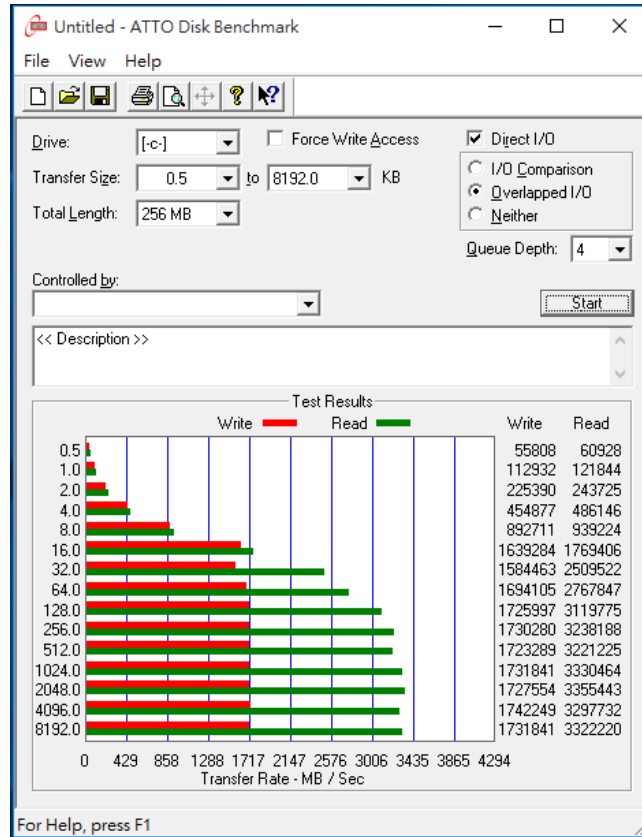 Untitled - ATTO Disk Benchmark
File View Help
Drive: [-c-] Force Write Access Direct I/O
Transfer Size: 0.5 to 8192.0 KB I/O Comparison
Overlapped I/O
Total Length: 256 MB Neither
Queue Depth: 4
Controlled by:
Start
<< Description >>
Test Results
Write Read Write Read
0.5 55808 60928
1.0 112932 121844
2.0 225390 243725
4.0 454877 486146
8.0 892711 939224
16.0 1639284 1769406
32.0 1584463 2509522
64.0 1694105 2767847
128.0 1725997 3119775
256.0 1730280 3238188
512.0 1723289 3221225
1024.0 1731841 3330464
2048.0 1727554 3355443
4096.0 1742249 3297732
8192.0 1731841 3322220
0 429 858 1288 1717 2147 2576 3006 3435 3865 4294
Transfer Rate - MB / Sec
For Help, press F1